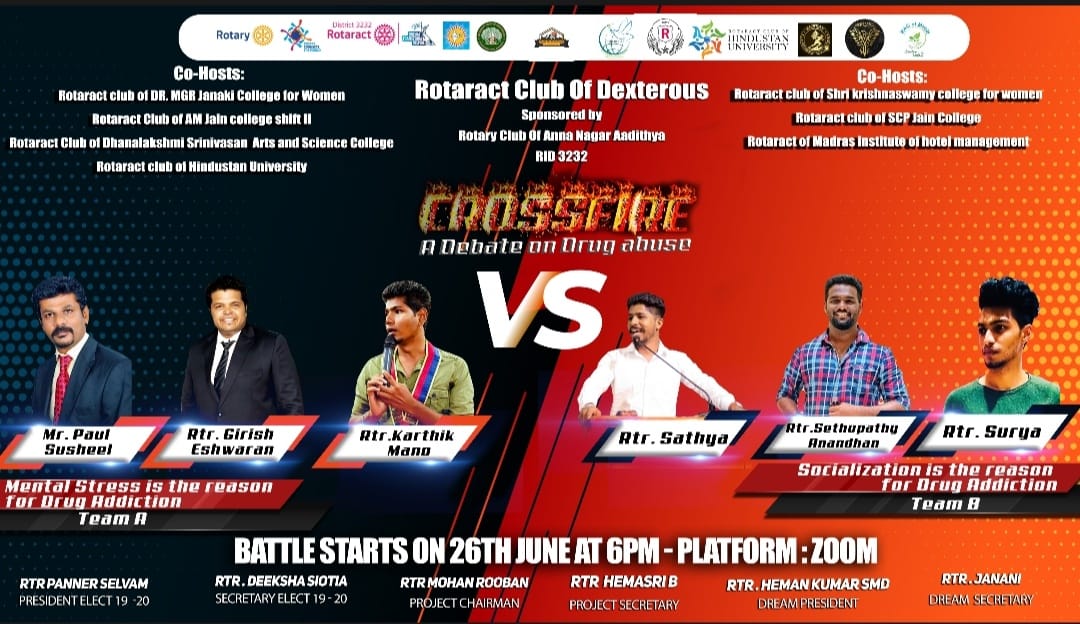 Rotary
District 3232
Rotaract
ROTARACT CLUB OF
HINDUSTAN
UNIVERSITY
Co-Hosts:
Rotaract club of DR. MGR Janaki College for Women
Rotaract Club of AM Jain college shift II
Rotaract Club of Dhanalakshmi Srinivasan Arts and Science College
Rotaract club of Hindustan University
Rotaract Club Of Dexterous
Sponsored by
Rotary Club Of Anna Nagar Aadithya
RID 3232
Co-Hosts:
Rotaract club of Shri krishnaswamy college for women
Rotaract club of SCP Jain College
Rotaract of Madras institute of hotel management
CROSSFIRE
A Debate on Drug abuse
VS
Mr. Paul
Susheel
Rtr. Girish
Eshwaran
Rtr.Karthik
Mano
Rtr. Sathya
Rtr.Sethupathy
Anandhan
Rtr. Surya
Mental Stress is the reason
for Drug Addiction
Team A
Socialization is the reason
for Drug Addiction
Team B
BATTLE STARTS ON 26TH JUNE AT 6PM - PLATFORM : ZOOM
RTR PANNER SELVAM
PRESIDENT ELECT 19 -20
RTR . DEEKSHA SIOTIA
SECRETARY ELECT 19 - 20
RTR MOHAN ROOBAN
PROJECT CHAIRMAN
RTR HEMASRI B
PROJECT SECRETARY
RTR . HEMAN KUMAR SMD
DREAM PRESIDENT
RTR . JANANI
DREAM SECRETARY